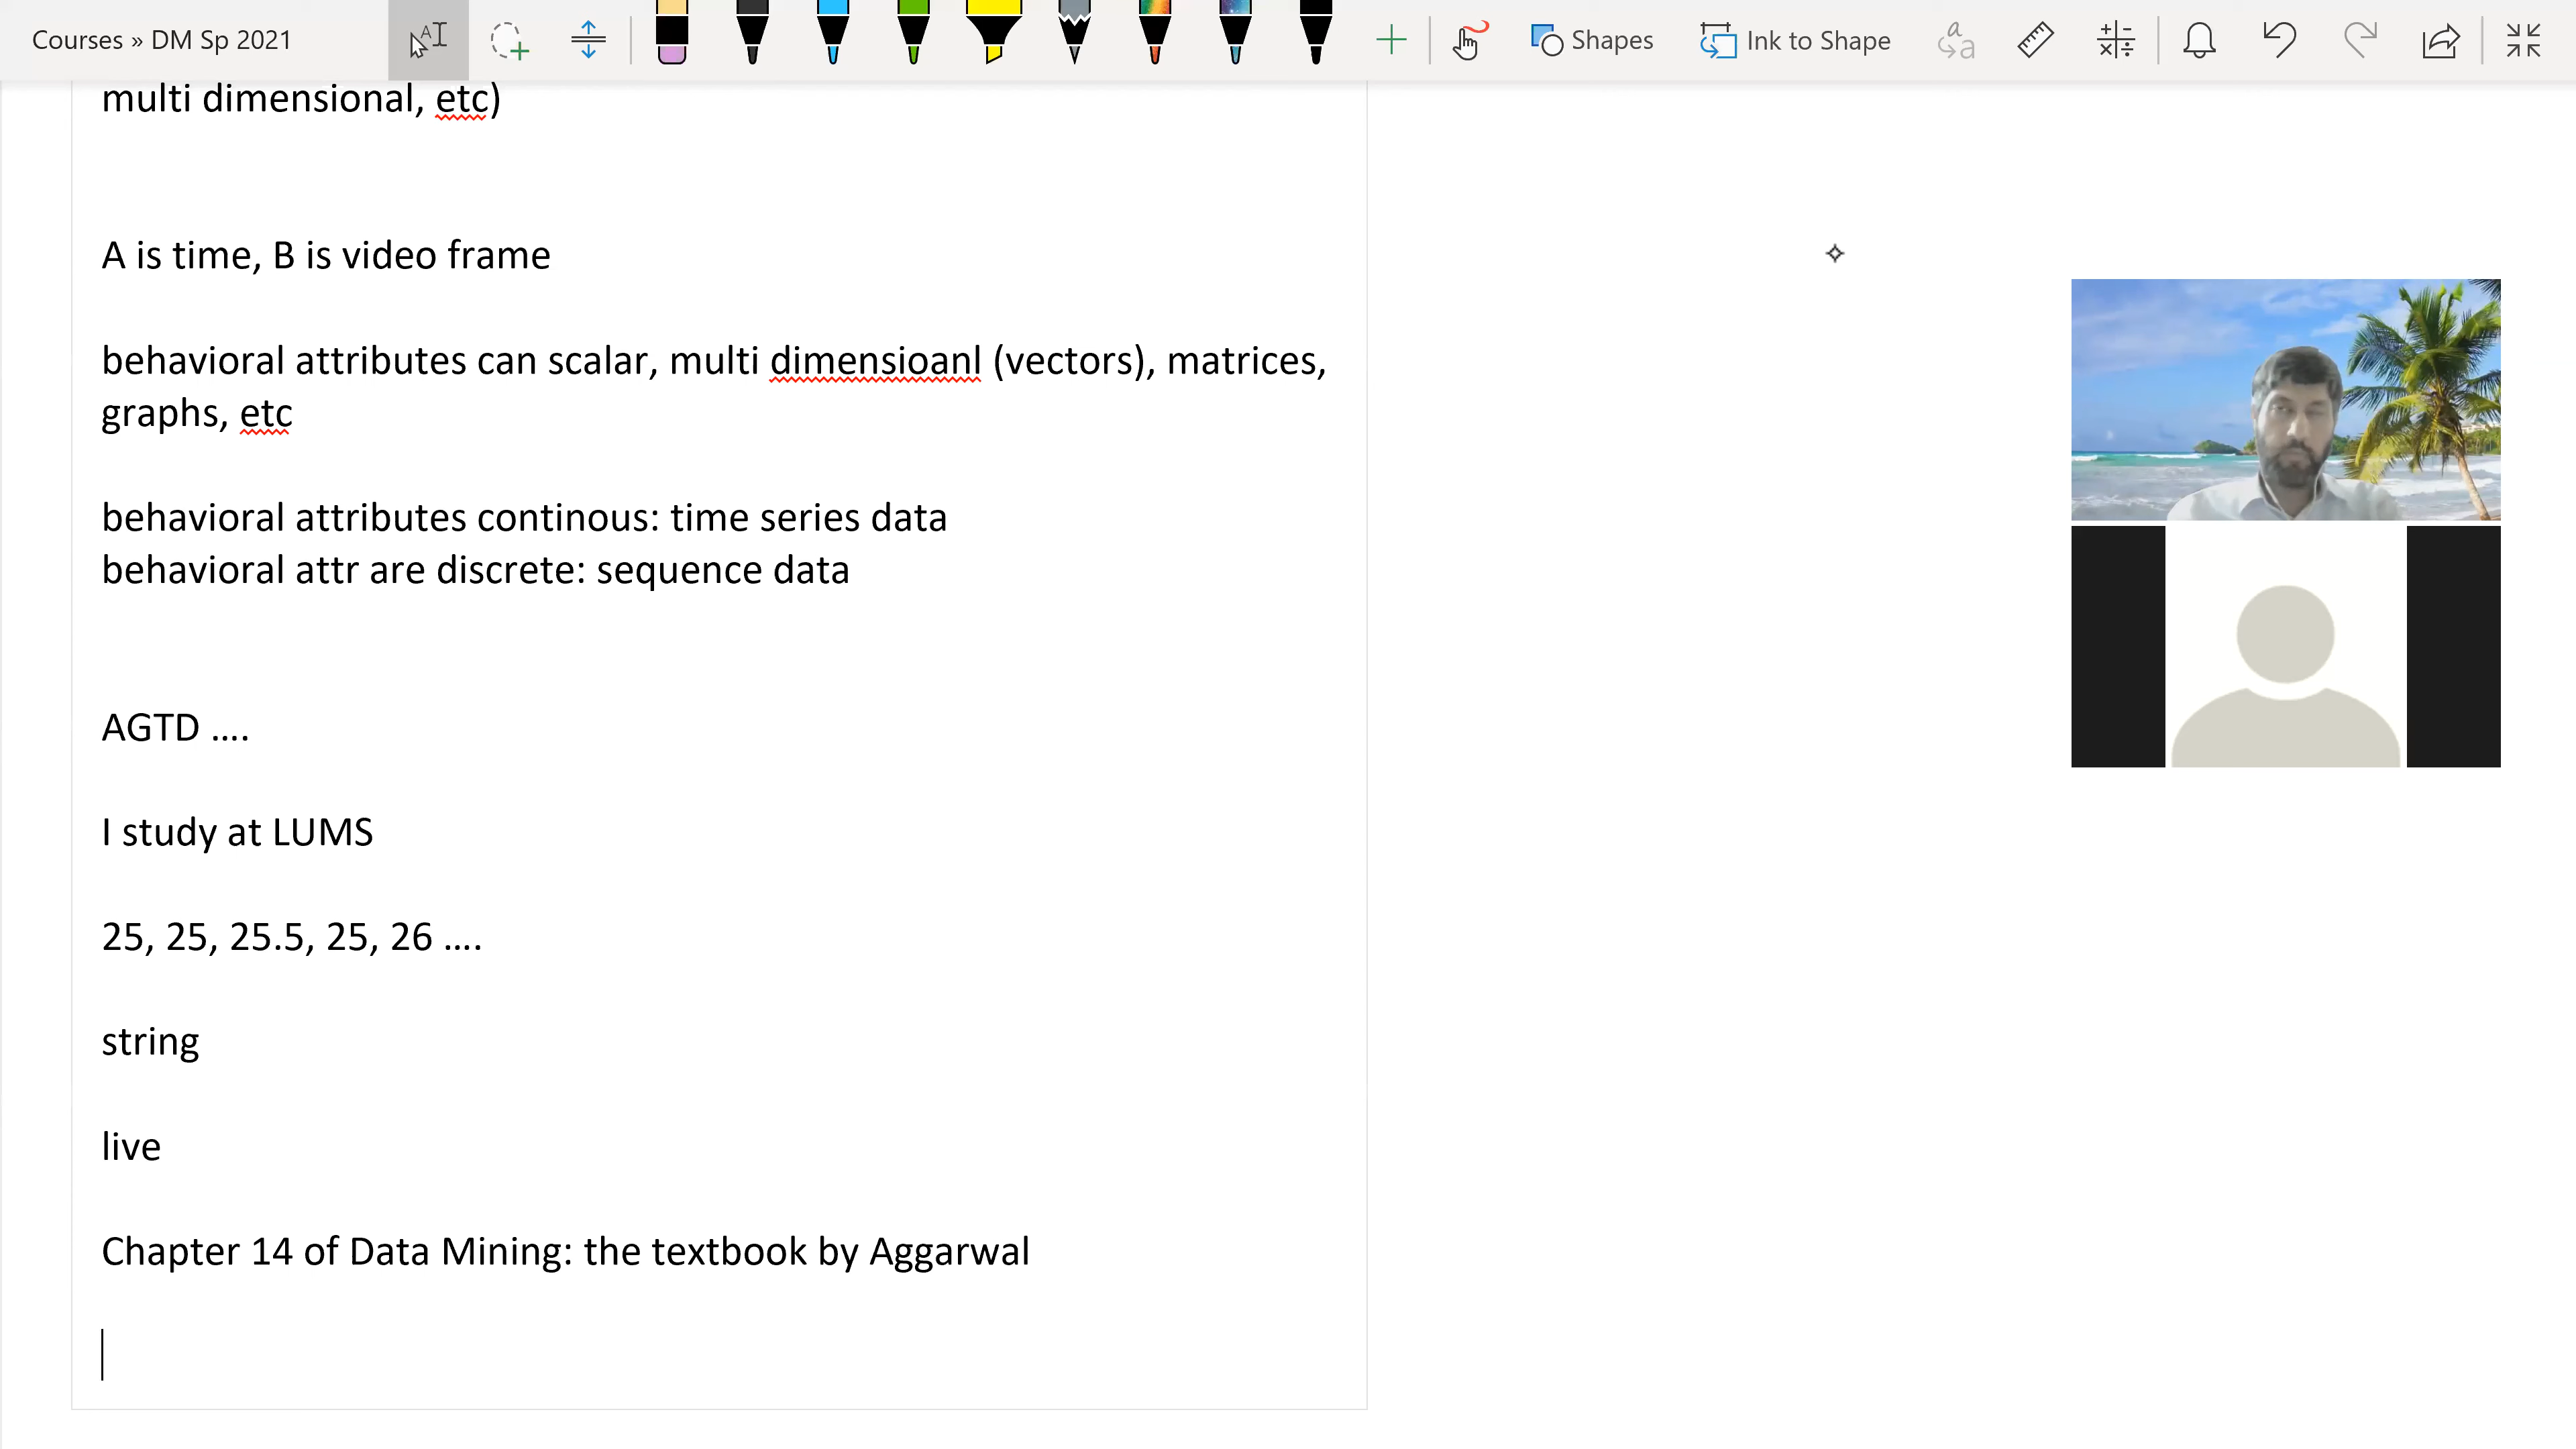 Courses » DM Sp 2021
Shapes
Ink to Shape
multi dimensional, etc)
A is time, B is video frame
behavioral attributes can scalar, multi dimensioanl (vectors), matrices,
graphs, etc
behavioral attributes continous: time series data
behavioral attr are discrete: sequence data
AGTD ....
I study at LUMS
25, 25, 25.5, 25, 26 ....
string
live
Chapter 14 of Data Mining: the textbook by Aggarwal